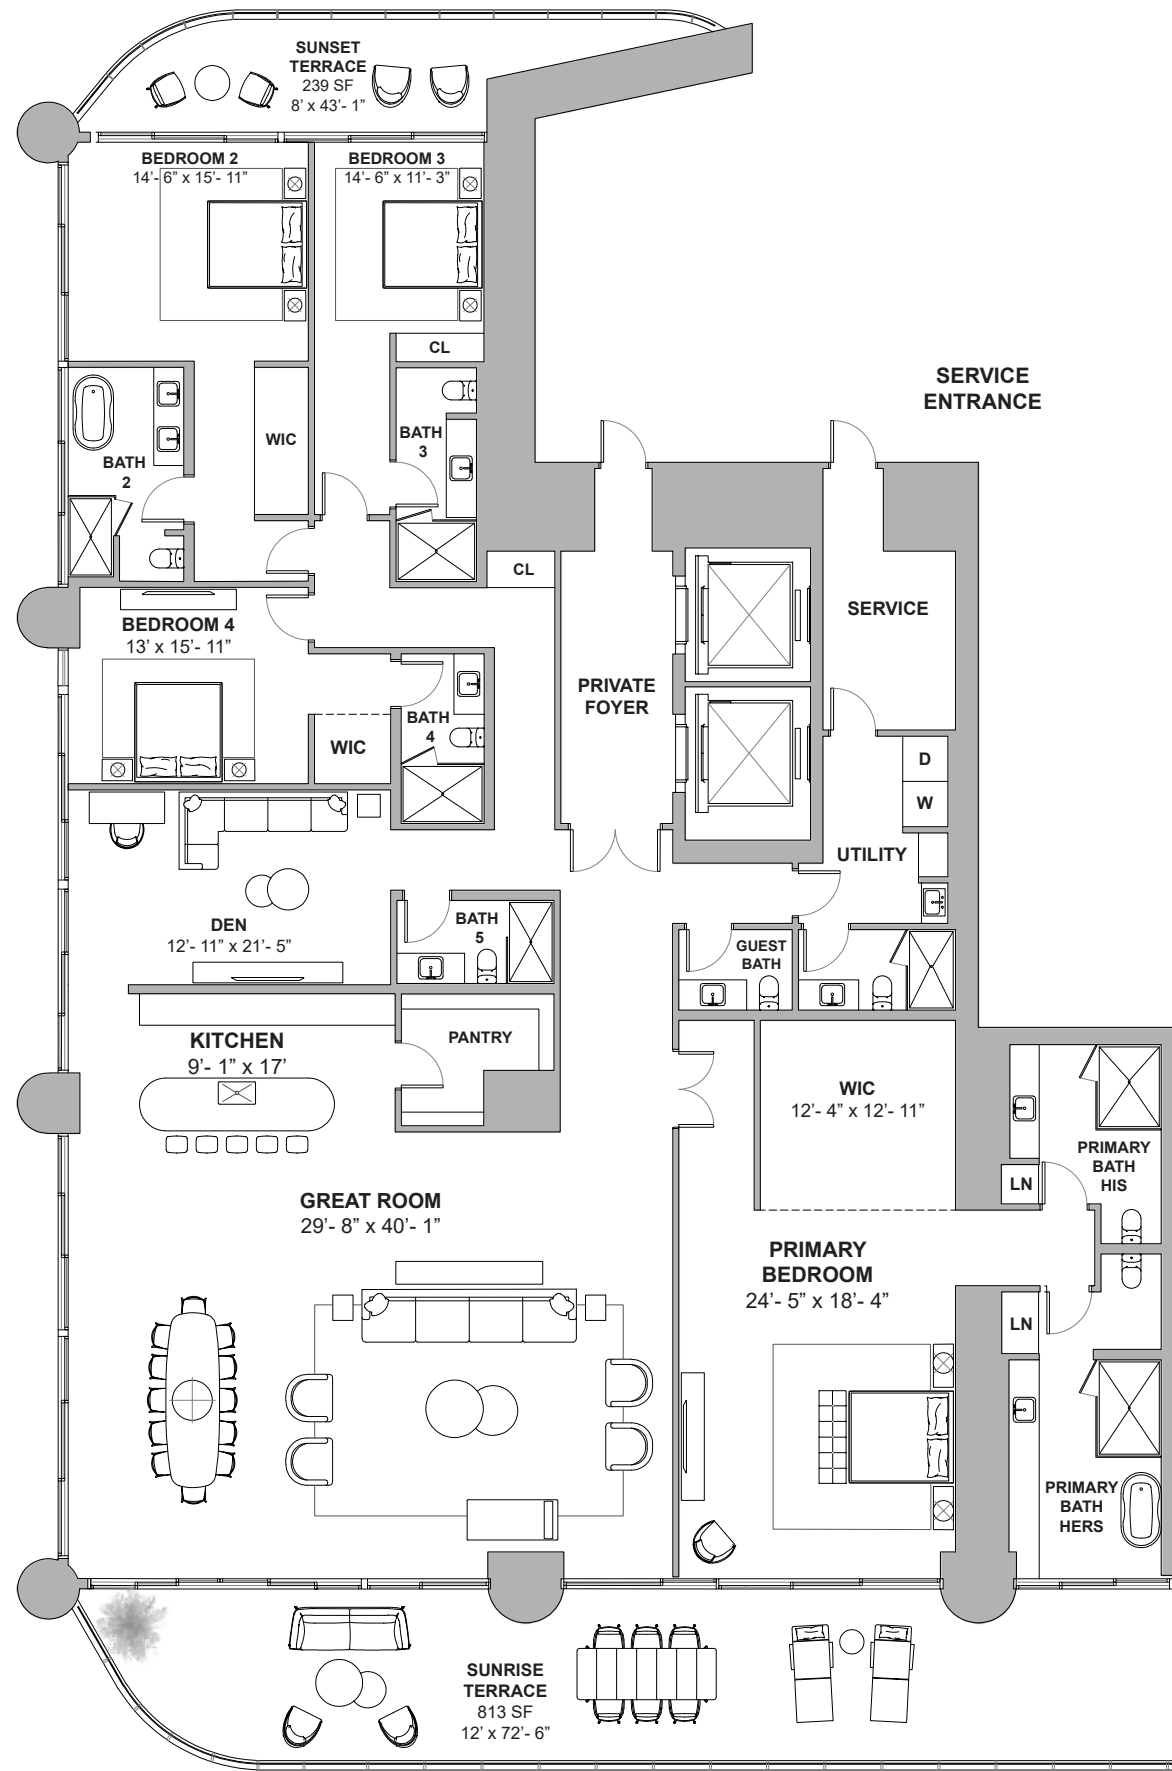 SUNSET
TERRACE
239 SF
8’ x 43’- 1”
BEDROOM 2
14’- 6” x 15’- 11”
BEDROOM 3
14’- 6” x 11’- 3”
CL
SERVICE
ENTRANCE
WIC
BATH
3
BATH
2
CL
SERVICE
BEDROOM 4
13’ x 15’- 11”
PRIVATE
FOYER
BATH
4
WIC
D
W
UTILITY
DEN
12’- 11” x 21’- 5”
BATH
5
GUEST
BATH
KITCHEN
9’- 1” x 17’
PANTRY
WIC
12’- 4” x 12’- 11”
PRIMARY
BATH
HIS
LN
GREAT ROOM
29’- 8” x 40’- 1”
PRIMARY
BEDROOM
24’- 5” x 18’- 4”
LN
PRIMARY
BATH
HERS
SUNRISE
TERRACE
813 SF
12’ x 72’- 6”